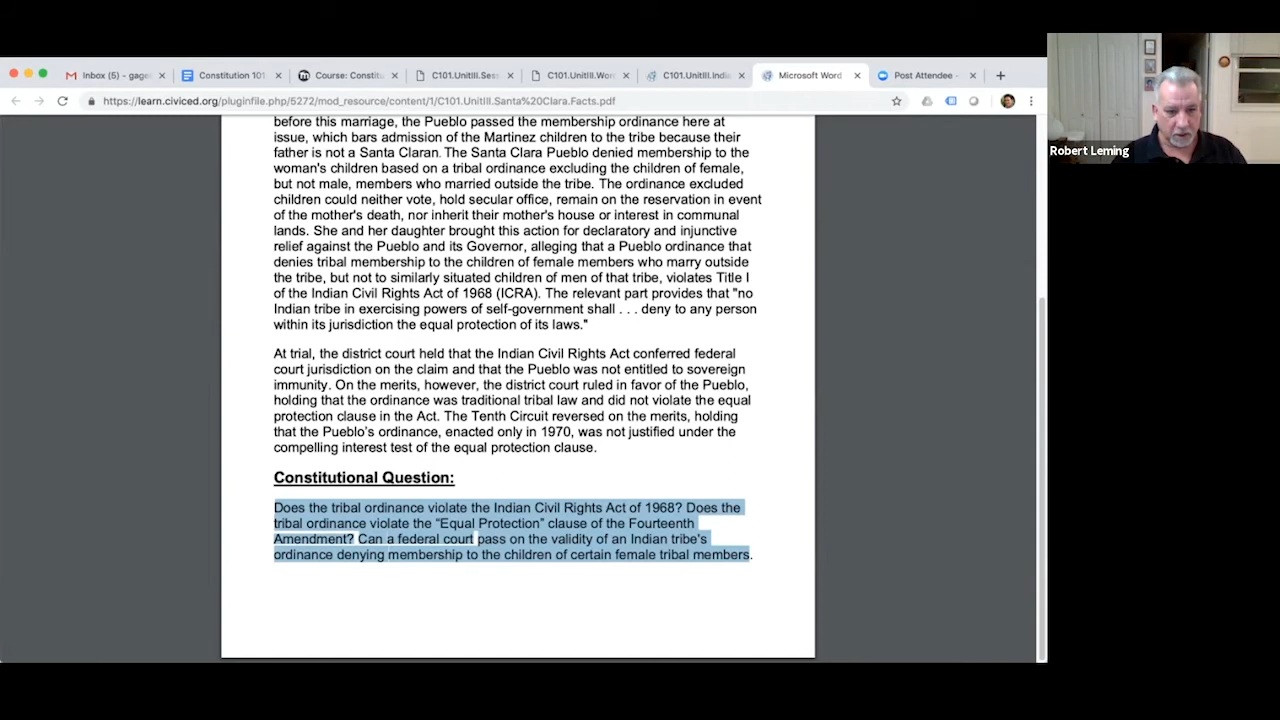 Inbox (5) - gage
Constitution 101
Course: Constitu
C101.UnitIII.Ses
C101.UnitIII.Wor
C101.UnitIII.India
Microsoft Word
Post Attendee -
https://learn.civiced.org/pluginfile.php/5272/mod_resource/content/1/C101.UnitIII.Santa%20Clara.Facts.pdf
Robert Leming
before this marriage, the Pueblo passed the membership ordinance here at
issue, which bars admission of the Martinez children to the tribe because their
father is not a Santa Claran. The Santa Clara Pueblo denied membership to the
woman's children based on a tribal ordinance excluding the children of female,
but not male, members who married outside the tribe. The ordinance excluded
children could neither vote, hold secular office, remain on the reservation in event
of the mother's death, nor inherit their mother's house or interest in communal
lands. She and her daughter brought this action for declaratory and injunctive
relief against the Pueblo and its Governor, alleging that a Pueblo ordinance that
denies tribal membership to the children of female members who marry outside
the tribe, but not to similarly situated children of men of that tribe, violates Title I
of the Indian Civil Rights Act of 1968 (ICRA). The relevant part provides that "no
Indian tribe in exercising powers of self-government shall . . . deny to any person
within its jurisdiction the equal protection of its laws."
At trial, the district court held that the Indian Civil Rights Act conferred federal
court jurisdiction on the claim and that the Pueblo was not entitled to sovereign
immunity. On the merits, however, the district court ruled in favor of the Pueblo,
holding that the ordinance was traditional tribal law and did not violate the equal
protection clause in the Act. The Tenth Circuit reversed on the merits, holding
that the Pueblo's ordinance, enacted only in 1970, was not justified under the
compelling interest test of the equal protection clause.
Constitutional Question:
Does the tribal ordinance violate the Indian Civil Rights Act of 1968? Does the
tribal ordinance violate the “Equal Protection” clause of the Fourteenth
Amendment? Can a federal court pass on the validity of an Indian tribe's
ordinance denying membership to the children of certain female tribal members.